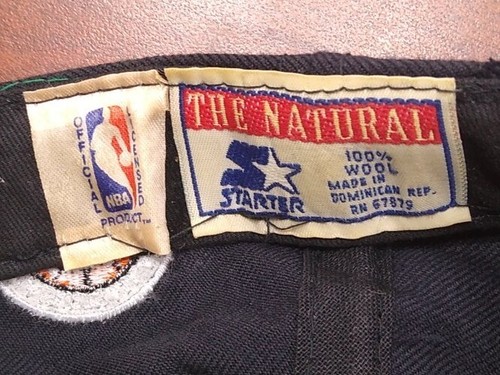 OFFICIAL
LICENSED
NBA
PRODUCT™
THE NATURAL
STARTER
100%
WOOL
MADE IN
DOMINICAN REP.
RN 67879